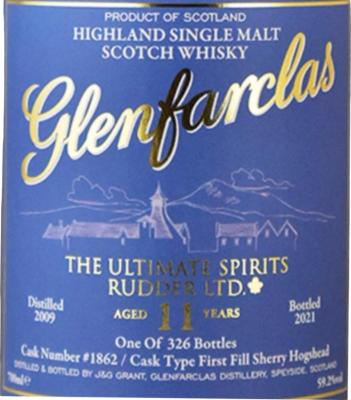 PRODUCT OF SCOTLAND
HIGHLAND SINGLE MALT
SCOTCH WHISKY
Glenfarclas
THE ULTIMATE SPIRITS
RUDDER LTD.
Distilled
2009
AGED 11 YEARS
Bottled
2021
One Of 326 Bottles
Cask Number #1862 / Cask Type First Fill Sherry Hogshead
DISTILLED & BOTTLED BY J&G GRANT, GLENFARCLAS DISTILLERY, SPEYSIDE, SCOTLAND
700ml℮
59.2%vol